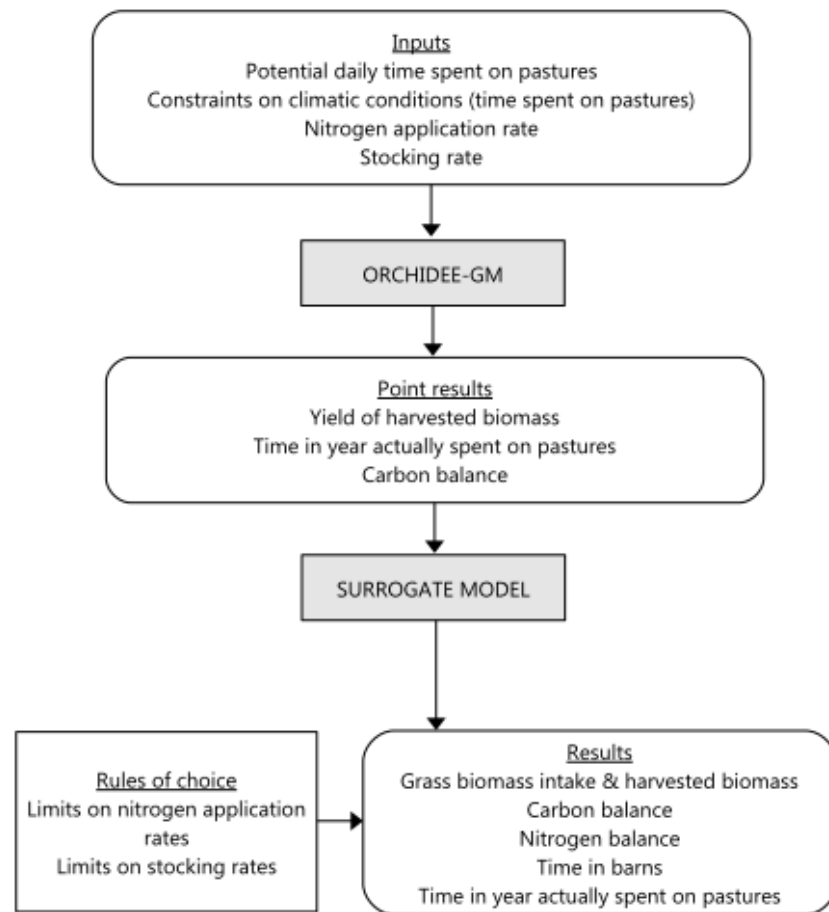 Inputs
Potential daily time spent on pastures
Constraints on climatic conditions (time spent on pastures)
Nitrogen application rate
Stocking rate
ORCHIDEE-GM
Point results
Yield of harvested biomass
Time in year actually spent on pastures
Carbon balance
SURROGATE MODEL
Rules of choice
Limits on nitrogen application
rates
Limits on stocking rates
Results
Grass biomass intake & harvested biomass
Carbon balance
Nitrogen balance
Time in barns
Time in year actually spent on pastures